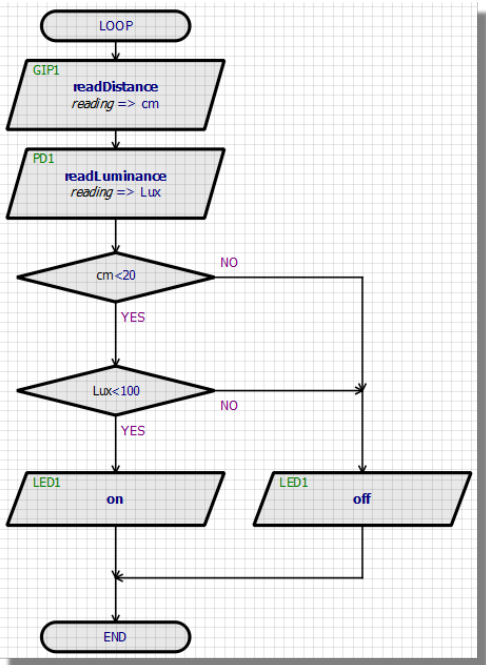 LOOP
GIP1
readDistance
reading => cm
PD1
readLuminance
reading => Lux
cm<20
NO
YES
Lux<100
NO
YES
LED1
on
LED1
off
END